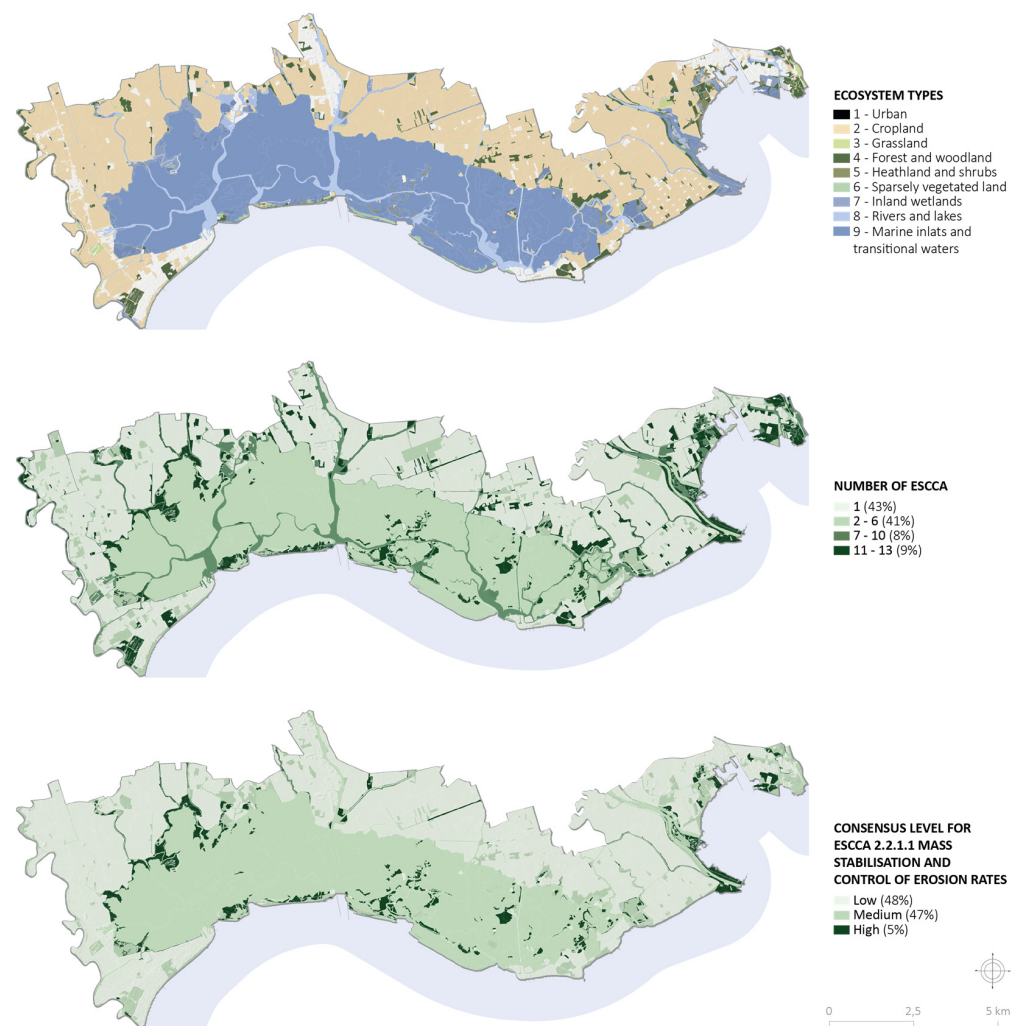 ECOSYSTEM TYPES
1 - Urban
2 - Cropland
3 - Grassland
4 - Forest and woodland
5 - Heathland and shrubs
6 - Sparsely vegetated land
7 - Inland wetlands
8 - Rivers and lakes
9 - Marine inlats and
transitional waters
NUMBER OF ESCCA
1 (43%)
2 - 6 (41%)
7 - 10 (8%)
11 - 13 (9%)
CONSENSUS LEVEL FOR
ESCCA 2.2.1.1 MASS
STABILISATION AND
CONTROL OF EROSION RATES
Low (48%)
Medium (47%)
High (5%)
0 2,5 5 km